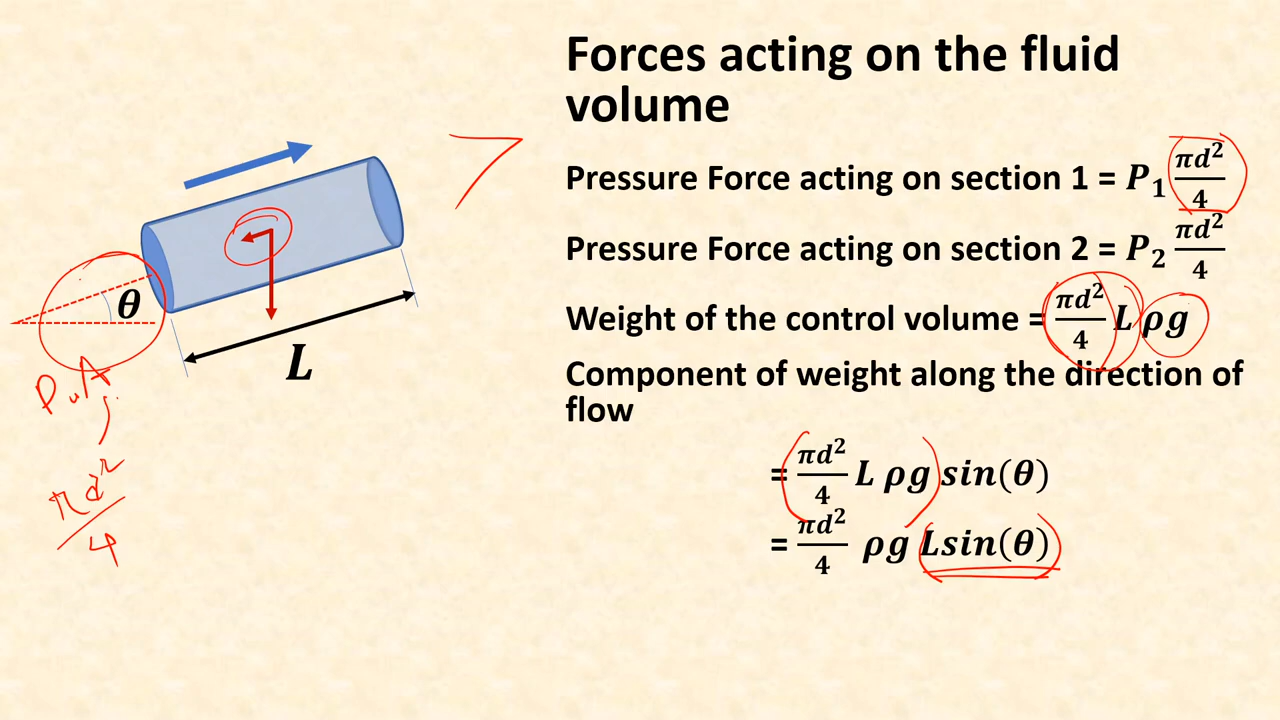 Forces acting on the fluid
volume
Pressure Force acting on section 1 = P₁ πd²/4
Pressure Force acting on section 2 = P₂ πd²/4
Weight of the control volume = πd²/4 L ρg
Component of weight along the direction of
flow
= πd²/4 L ρg sin(θ)
= πd²/4 ρg Lsin(θ)
θ
L
P.A
πd²/4